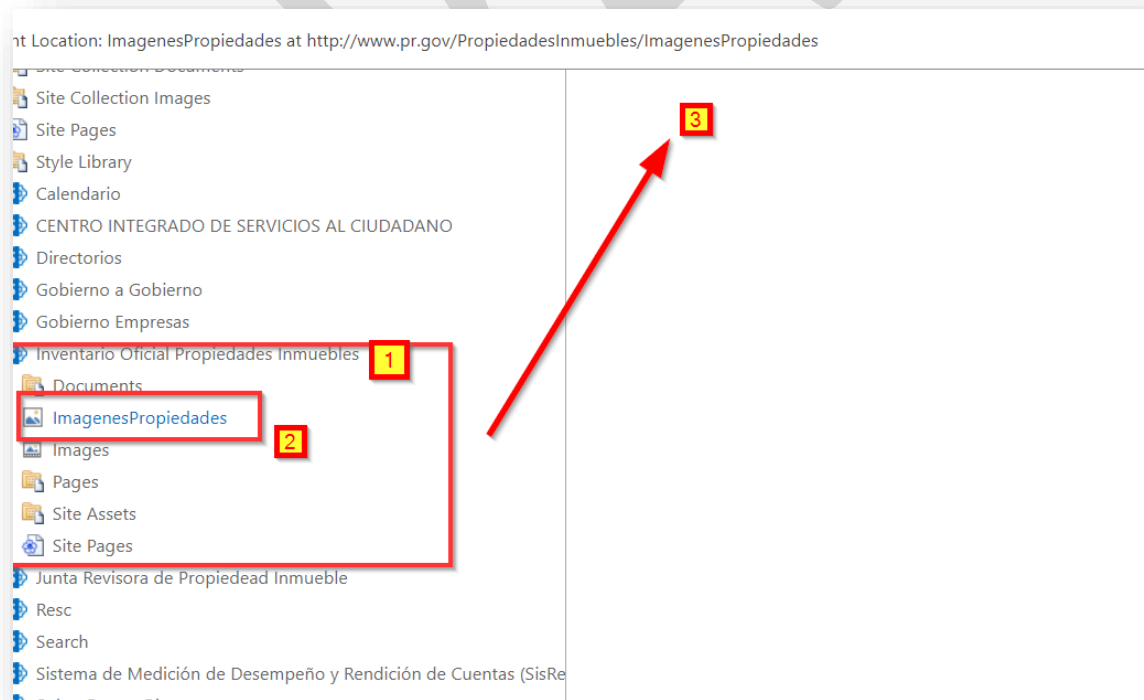 nt Location: ImagenesPropiedades at http://www.pr.gov/PropiedadesInmuebles/ImagenesPropiedades
Site Collection Documents
Site Collection Images
3
Site Pages
Style Library
Calendario
CENTRO INTEGRADO DE SERVICIOS AL CIUDADANO
Directorios
Gobierno a Gobierno
Gobierno Empresas
Inventario Oficial Propiedades Inmuebles 1
Documents
ImagenesPropiedades
2
Images
Pages
Site Assets
Site Pages
Junta Revisora de Propiedead Inmueble
Resc
Search
Sistema de Medición de Desempeño y Rendición de Cuentas (SisRe